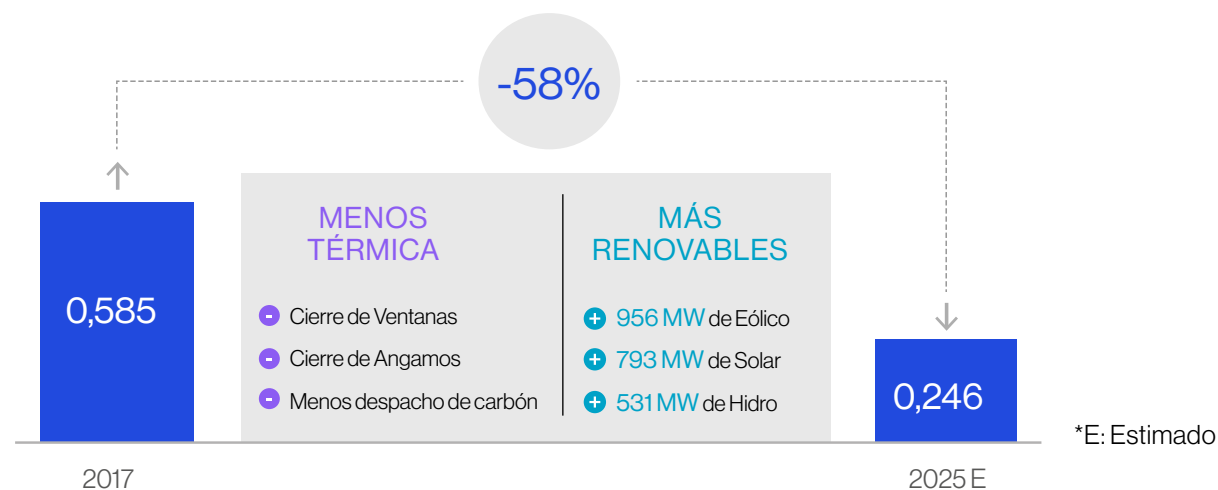 -58%
0,585
MENOS
TÉRMICA
- Cierre de Ventanas
- Cierre de Angamos
- Menos despacho de carbón
MÁS
RENOVABLES
+ 956 MW de Eólico
+ 793 MW de Solar
+ 531 MW de Hidro
0,246
*E: Estimado
2017
2025 E